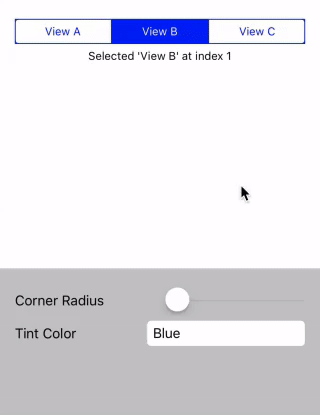 View A View B View C
Selected 'View B' at index 1
Corner Radius
Tint Color Blue